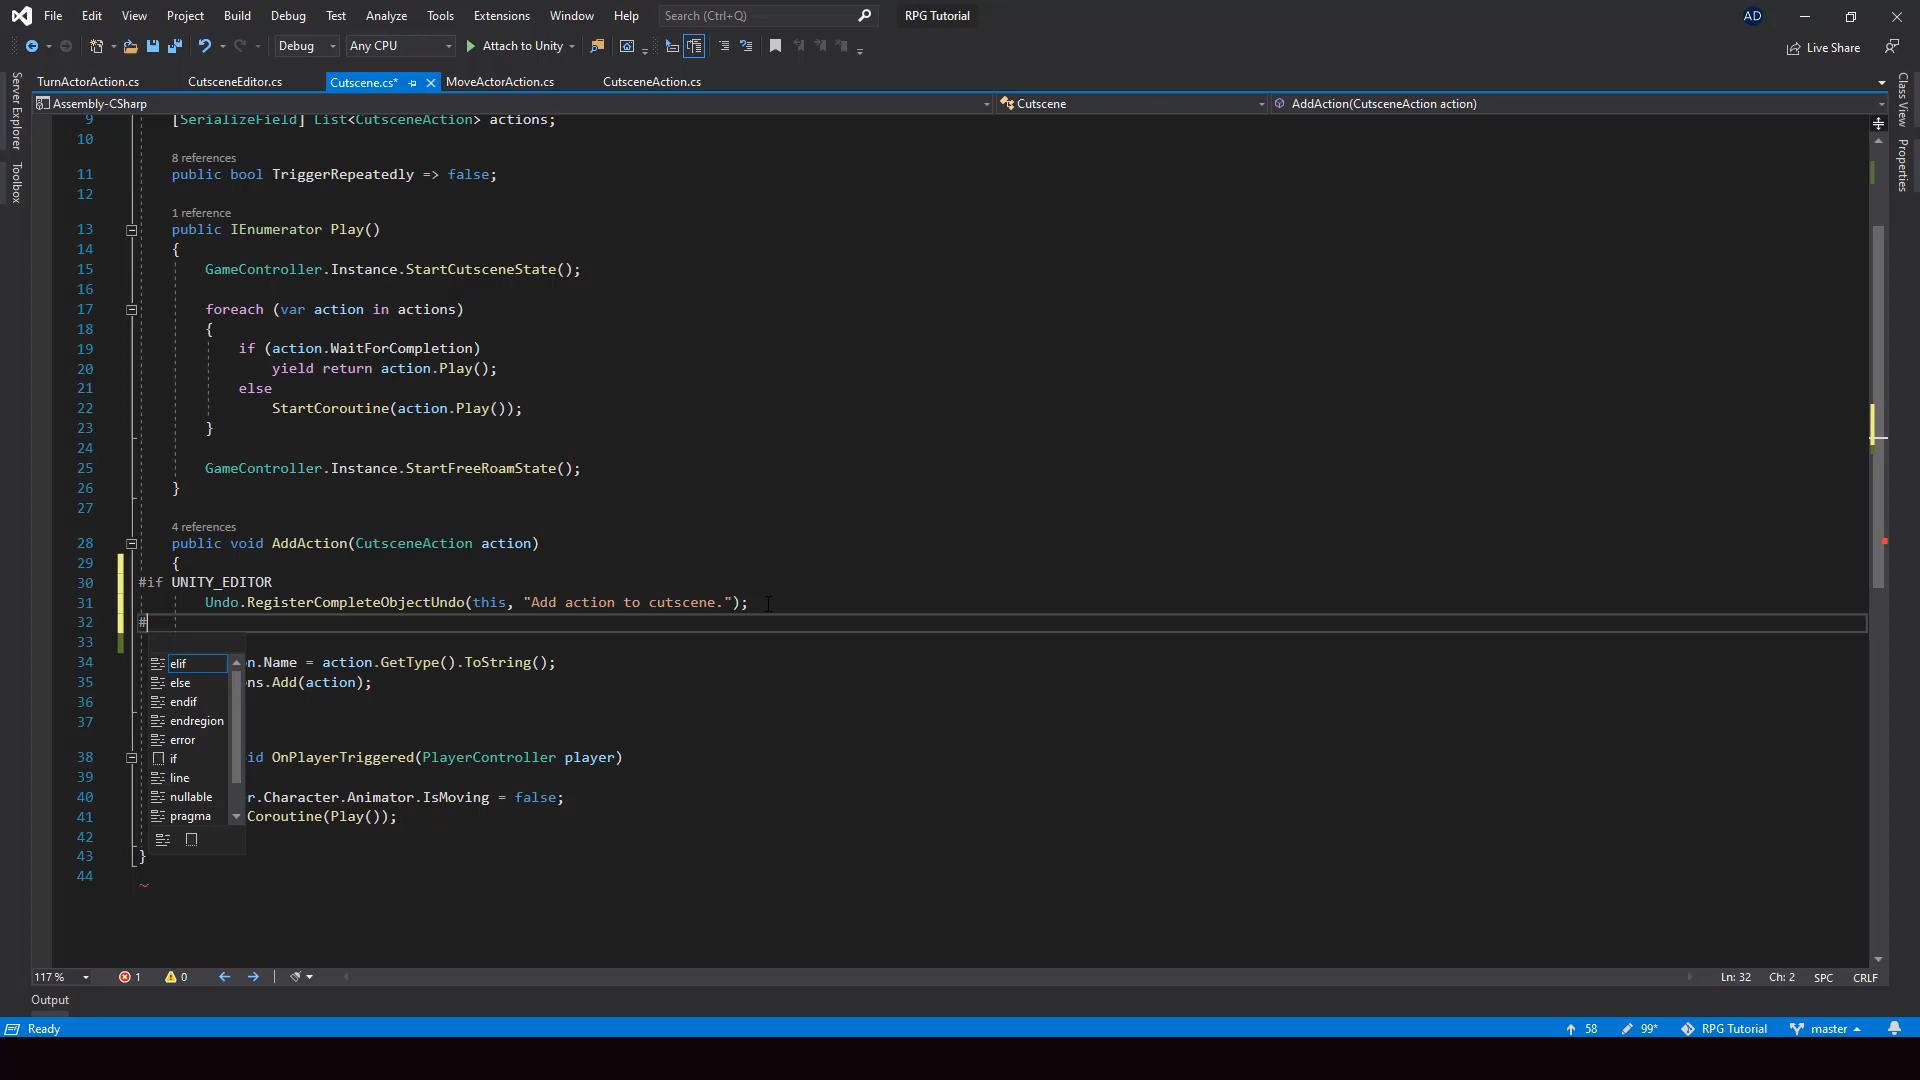 File Edit View Project Build Debug Test Analyze Tools Extensions Window Help Search (Ctrl+Q) RPG Tutorial AD
Debug Any CPU Attach to Unity Live Share
TurnActorAction.cs CutsceneEditor.cs Cutscene.cs* MoveActorAction.cs CutsceneAction.cs
Assembly-CSharp Cutscene AddAction(CutsceneAction action)
Server Explorer
Toolbox
Class View
Properties
9 [SerializeField] List<CutsceneAction> actions;
10
8 references
11 public bool TriggerRepeatedly => false;
12
1 reference
13 public IEnumerator Play()
14 {
15 GameController.Instance.StartCutsceneState();
16
17 foreach (var action in actions)
18 {
19 if (action.WaitForCompletion)
20 yield return action.Play();
21 else
22 StartCoroutine(action.Play());
23 }
24
25 GameController.Instance.StartFreeRoamState();
26 }
27
4 references
28 public void AddAction(CutsceneAction action)
29 {
30 #if UNITY_EDITOR
31 Undo.RegisterCompleteObjectUndo(this, "Add action to cutscene.");
32 #
33
34 n.Name = action.GetType().ToString();
35 ns.Add(action);
36
37
38 id OnPlayerTriggered(PlayerController player)
39
40 r.Character.Animator.IsMoving = false;
41 Coroutine(Play());
42
43 }
44
elif
else
endif
endregion
error
if
line
nullable
pragma
117 % 1 0 Ln: 32 Ch: 2 SPC CRLF
Output
Ready 58 99* RPG Tutorial master